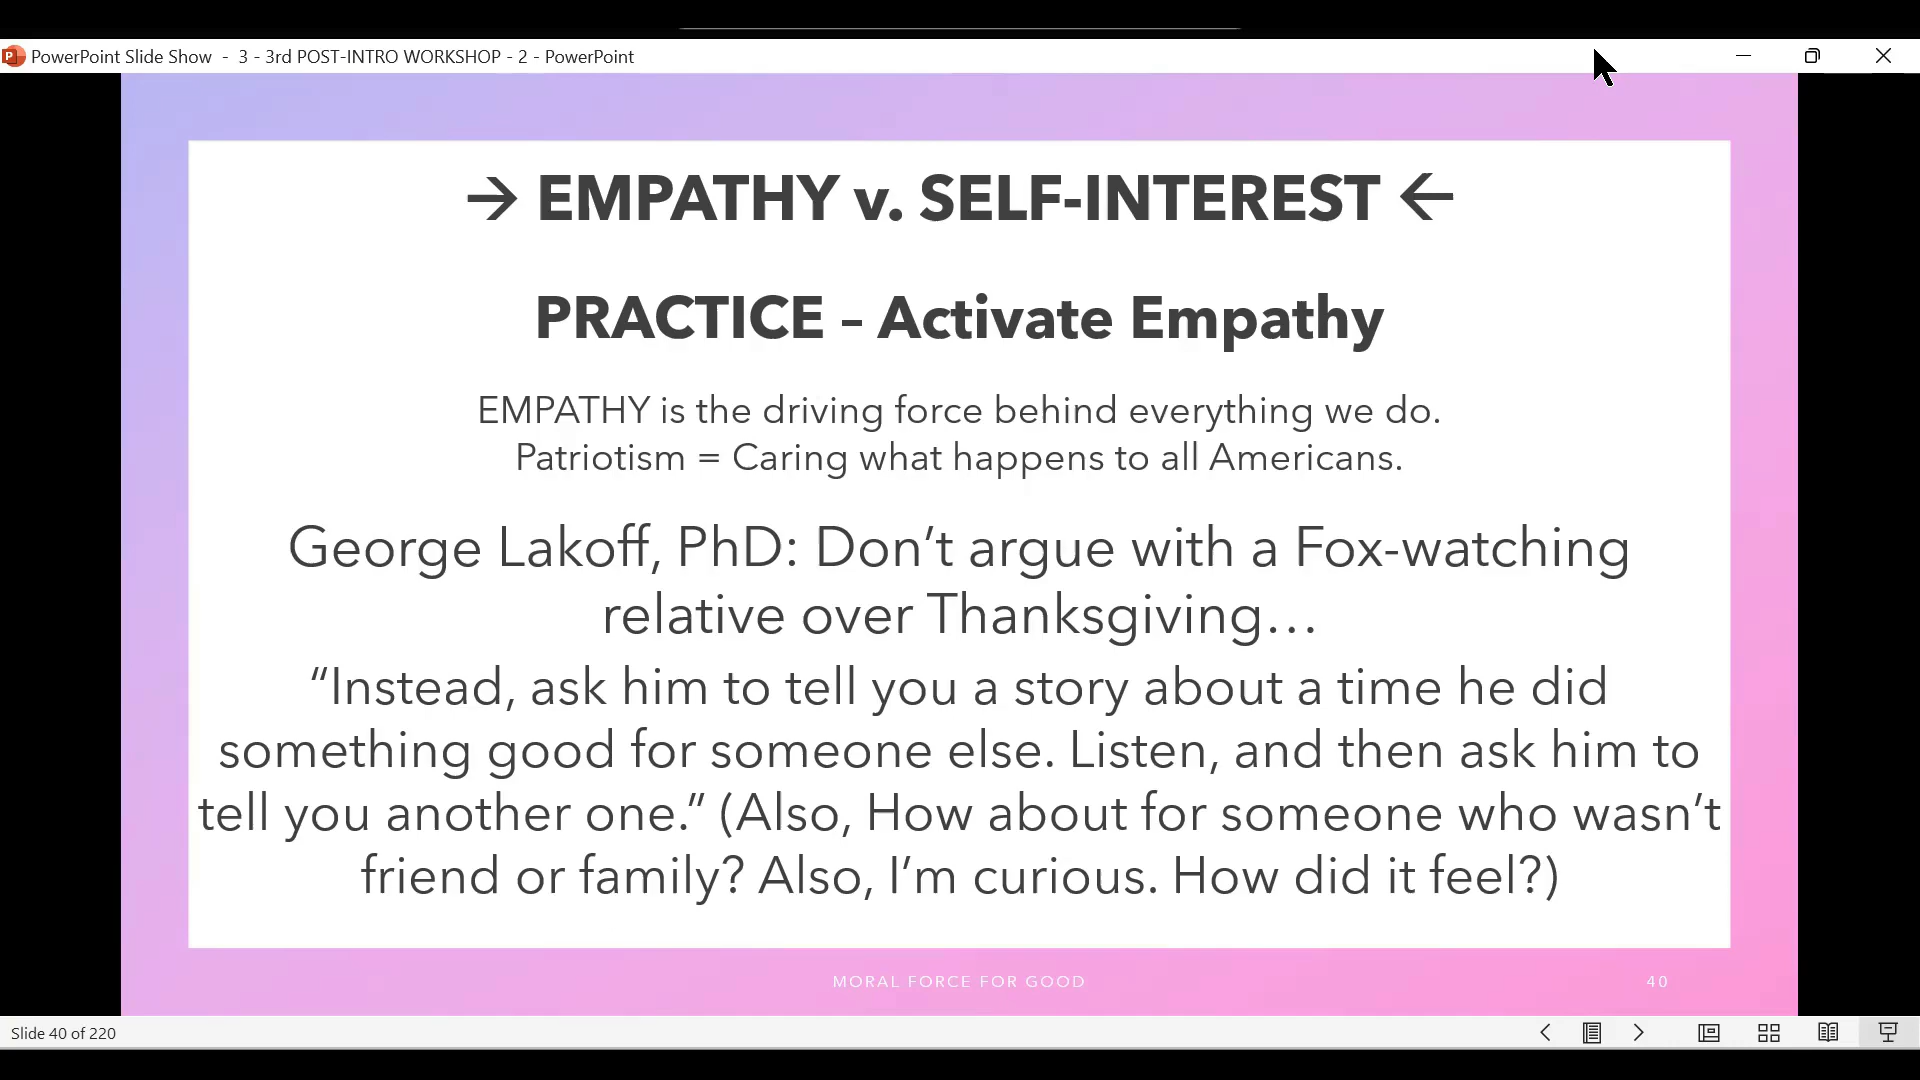 PowerPoint Slide Show - 3 - 3rd POST-INTRO WORKSHOP - 2 - PowerPoint
→ EMPATHY v. SELF-INTEREST ←
PRACTICE – Activate Empathy
EMPATHY is the driving force behind everything we do.
Patriotism = Caring what happens to all Americans.
George Lakoff, PhD: Don’t argue with a Fox-watching
relative over Thanksgiving…
“Instead, ask him to tell you a story about a time he did
something good for someone else. Listen, and then ask him to
tell you another one.” (Also, How about for someone who wasn’t
friend or family? Also, I’m curious. How did it feel?)
MORAL FORCE FOR GOOD 40
Slide 40 of 220